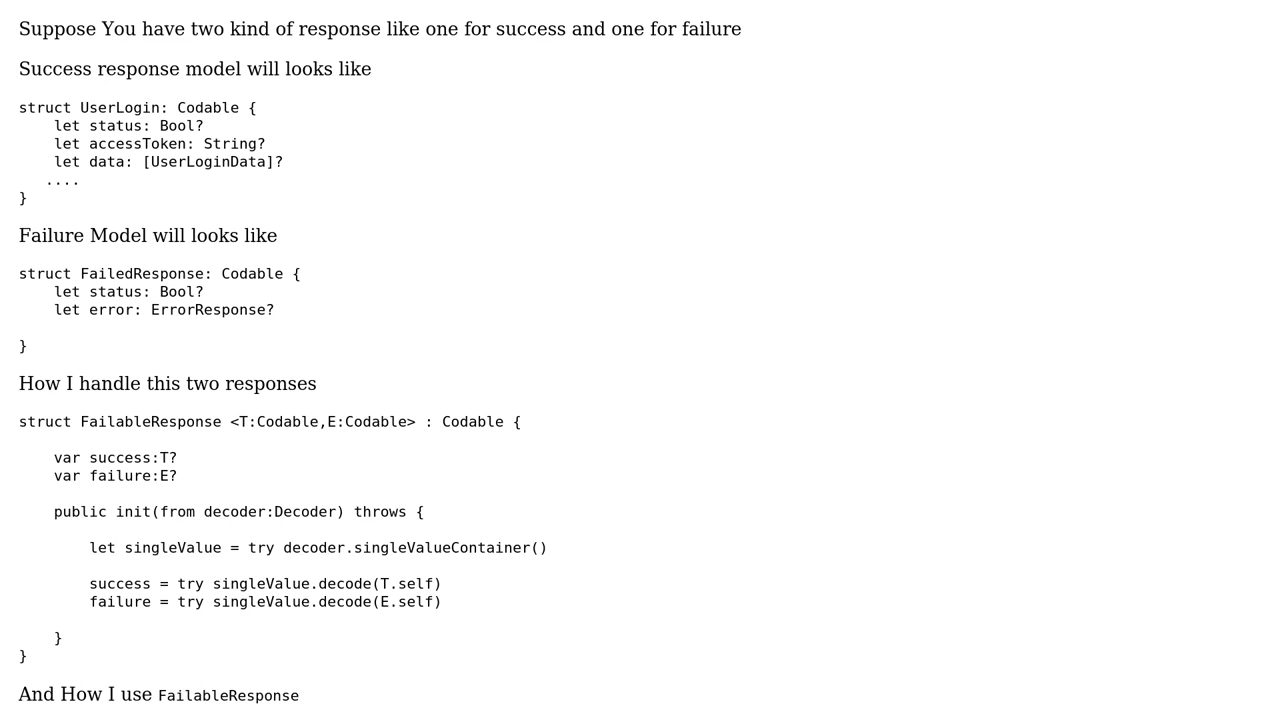 Suppose You have two kind of response like one for success and one for failure
Success response model will looks like
struct UserLogin: Codable {
    let status: Bool?
    let accessToken: String?
    let data: [UserLoginData]?
   ....
}
Failure Model will looks like
struct FailedResponse: Codable {
    let status: Bool?
    let error: ErrorResponse?
}
How I handle this two responses
struct FailableResponse <T:Codable,E:Codable> : Codable {
    var success:T?
    var failure:E?
    public init(from decoder:Decoder) throws {
        let singleValue = try decoder.singleValueContainer()
        success = try singleValue.decode(T.self)
        failure = try singleValue.decode(E.self)
    }
}
And How I use FailableResponse